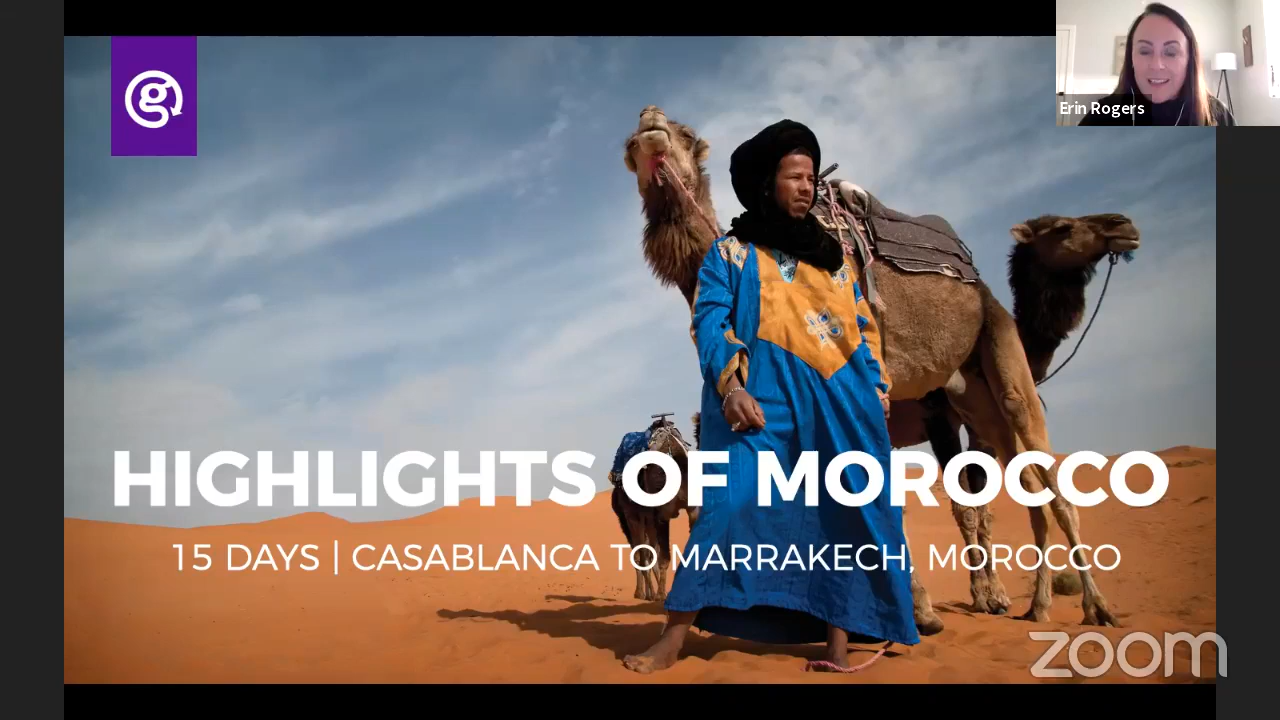 g
Erin Rogers
HIGHLIGHTS OF MOROCCO
15 DAYS | CASABLANCA TO MARRAKECH, MOROCCO
zoom